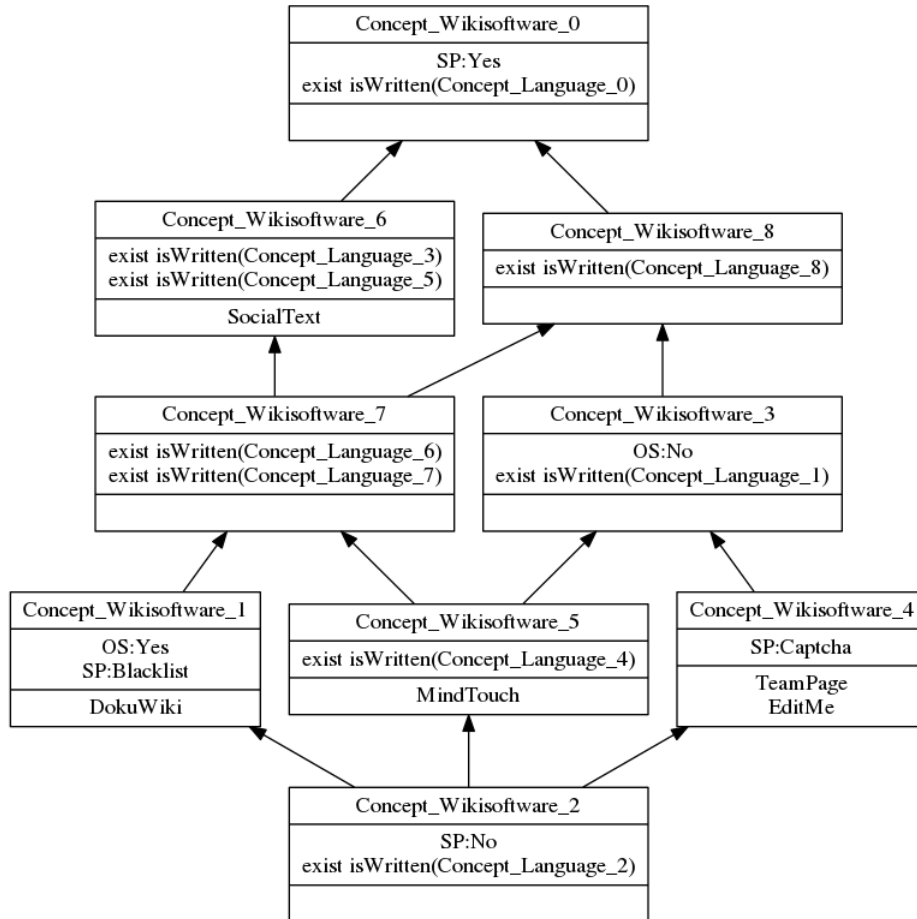 Concept_Wikisoftware_0
SP:Yes
exist isWritten(Concept_Language_0)
Concept_Wikisoftware_6
exist isWritten(Concept_Language_3)
exist isWritten(Concept_Language_5)
SocialText
Concept_Wikisoftware_8
exist isWritten(Concept_Language_8)
Concept_Wikisoftware_7
exist isWritten(Concept_Language_6)
exist isWritten(Concept_Language_7)
Concept_Wikisoftware_3
OS:No
exist isWritten(Concept_Language_1)
Concept_Wikisoftware_1
OS:Yes
SP:Blacklist
DokuWiki
Concept_Wikisoftware_5
exist isWritten(Concept_Language_4)
MindTouch
Concept_Wikisoftware_4
SP:Captcha
TeamPage
EditMe
Concept_Wikisoftware_2
SP:No
exist isWritten(Concept_Language_2)